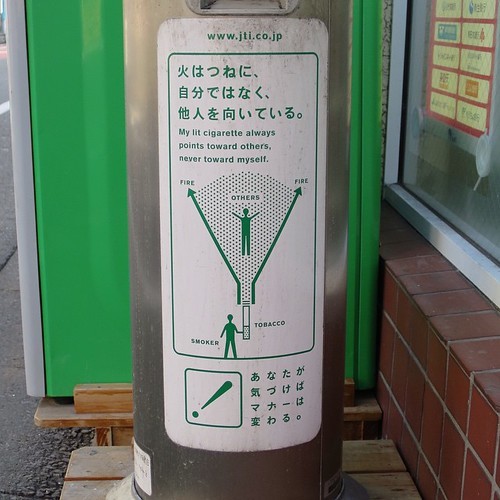 www.jti.co.jp
火はつねに、
自分ではなく、
他人を向いている。
My lit cigarette always
points toward others,
never toward myself.
FIRE
FIRE
OTHERS
TOBACCO
SMOKER
あなたが
気づけば
マナーは
変わる。